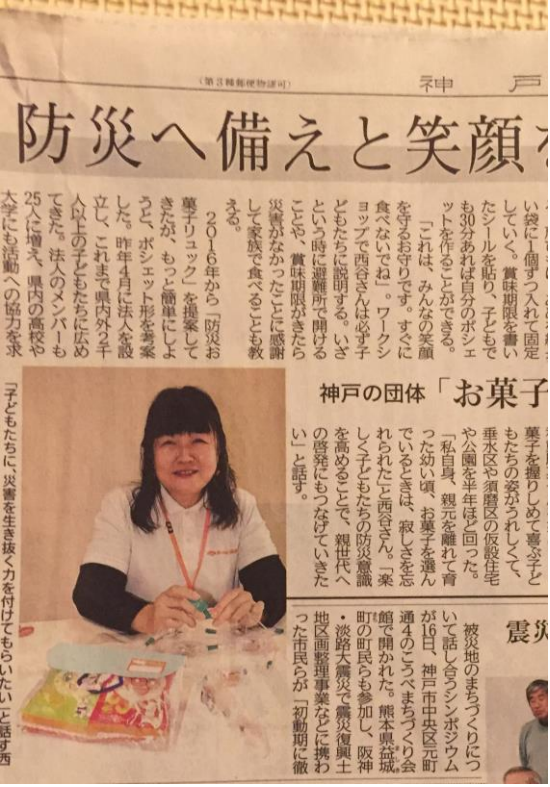 (第3種郵便物認可)
神戸
防災へ備えと笑顔
い袋に1個ずつ入れて固定
していく。賞味期限を書い
たシールを貼り、子どもで
も30分あれば自分のポシェ
ットを作ることができる。
「これは、みんなの笑顔
を守るお守りです。すぐに
食べないでね」。ワークシ
ョップで西谷さんは必ず子
どもたちに説明する。いざ
という時に避難所で開ける
ことや、賞味期限がきたら
災害がなかったことに感謝
して家族で食べることも教
える。
2016年から「防災お
菓子リュック」を提案して
きたが、もっと簡単にしよ
うと、ポシェット形を考案
した。昨年4月に法人を設
立し、これまで県内外2千
人以上の子どもたちに広め
てきた。法人のメンバーも
25人に増え、県内の高校や
大学にも活動への協力を求
神戸の団体「お菓子
菓子を握りしめて喜ぶ子ど
もたちの姿がうれしくて、
垂水区や須磨区の仮設住宅
や公園を半年ほど回った。
「私自身、親元を離れて育
った幼い頃、お菓子を選ん
でいるときは、寂しさを忘
れられた」と西谷さん。「楽
しく子どもたちの防災意識
を高めることで、親世代へ
の啓発にもつなげていきた
い」と話す。
「子どもたちに、災害を生き抜く力を付けてもらいたい」と話す西
震災
被災地のまちづくりにつ
いて話し合うシンポジウム
が16日、神戸市中央区元町
通4のこうべまちづくり会
館で開かれた。熊本県益城
ましき
町の町民らも参加し、阪神
・淡路大震災で震災復興土
地区画整理事業などに携わ
った市民らが「初動期に徹